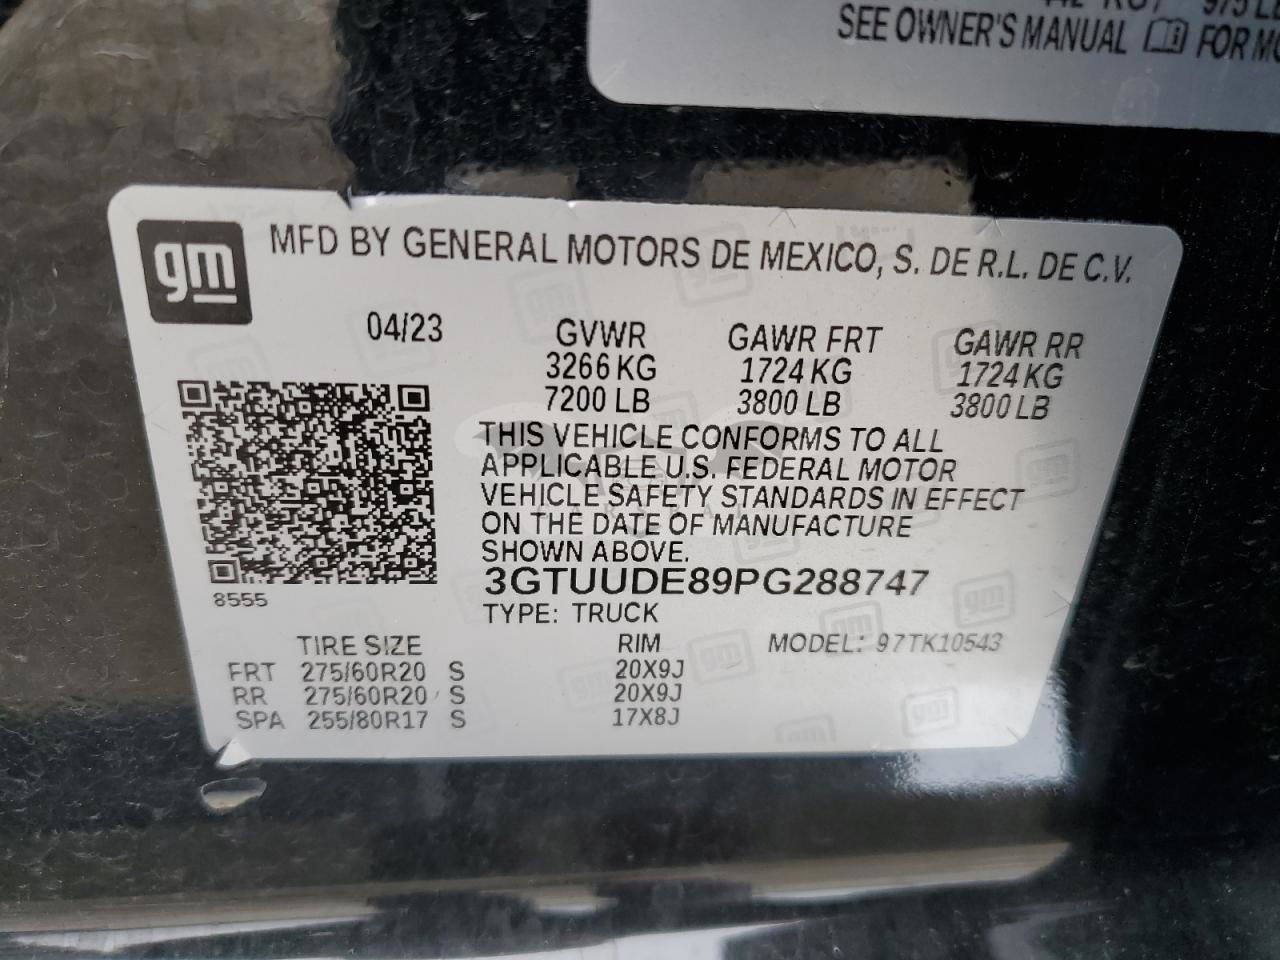 975 LB
SEE OWNER'S MANUAL FOR
gm
MFD BY GENERAL MOTORS DE MEXICO, S. DE R.L. DE C.V.
04/23
GVWR GAWR FRT GAWR RR
3266 KG 1724 KG 1724 KG
7200 LB 3800 LB 3800 LB
THIS VEHICLE CONFORMS TO ALL
APPLICABLE U.S. FEDERAL MOTOR
VEHICLE SAFETY STANDARDS IN EFFECT
ON THE DATE OF MANUFACTURE
SHOWN ABOVE.
3GTUUDE89PG288747
8555
TYPE: TRUCK
TIRE SIZE RIM MODEL: 97TK10543
FRT 275/60R20 S 20X9J
RR 275/60R20 S 20X9J
SPA 255/80R17 S 17X8J